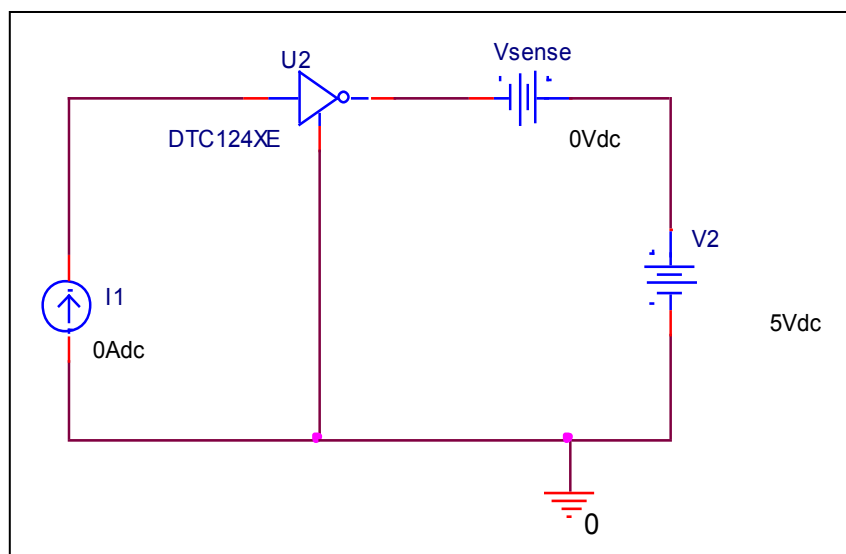 U2
Vsense
DTC124XE
0Vdc
V2
I1
5Vdc
0Adc
0